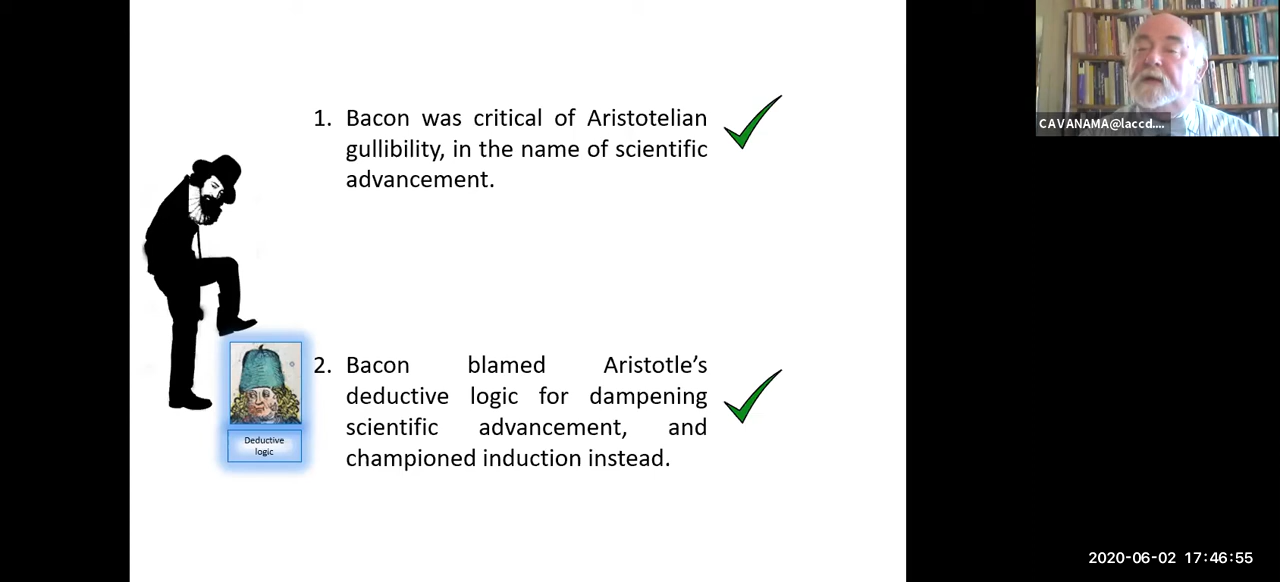 1. Bacon was critical of Aristotelian
gullibility, in the name of scientific
advancement.
CAVANAMA@laccd....
2. Bacon blamed Aristotle’s
deductive logic for dampening
scientific advancement, and
championed induction instead.
Deductive
logic
2020-06-02 17:46:55